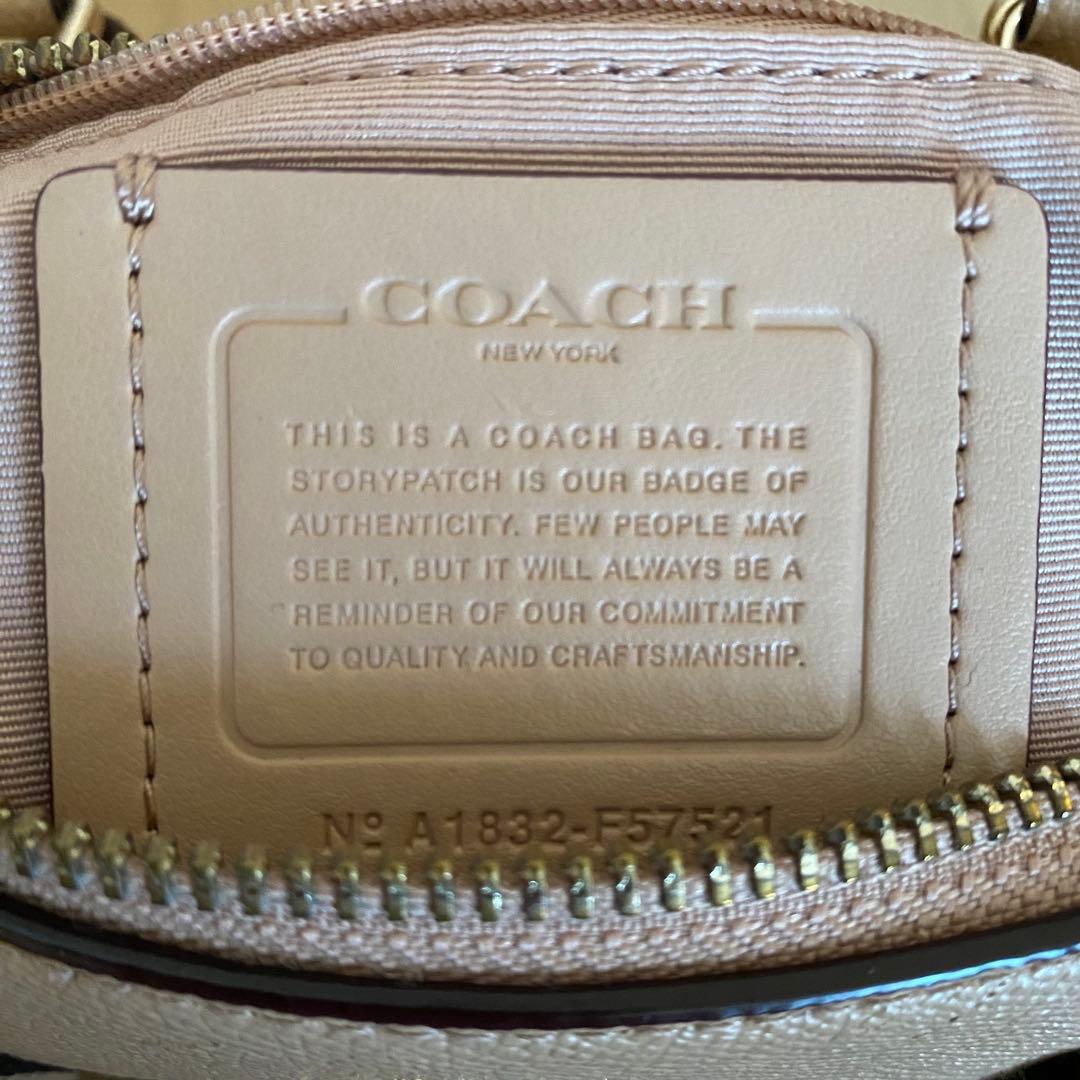 COACH
NEW YORK
THIS IS A COACH BAG. THE
STORYPATCH IS OUR BADGE OF
AUTHENTICITY. FEW PEOPLE MAY
SEE IT, BUT IT WILL ALWAYS BE A
REMINDER OF OUR COMMITMENT
TO QUALITY AND CRAFTSMANSHIP.
Nº A1832-F57521